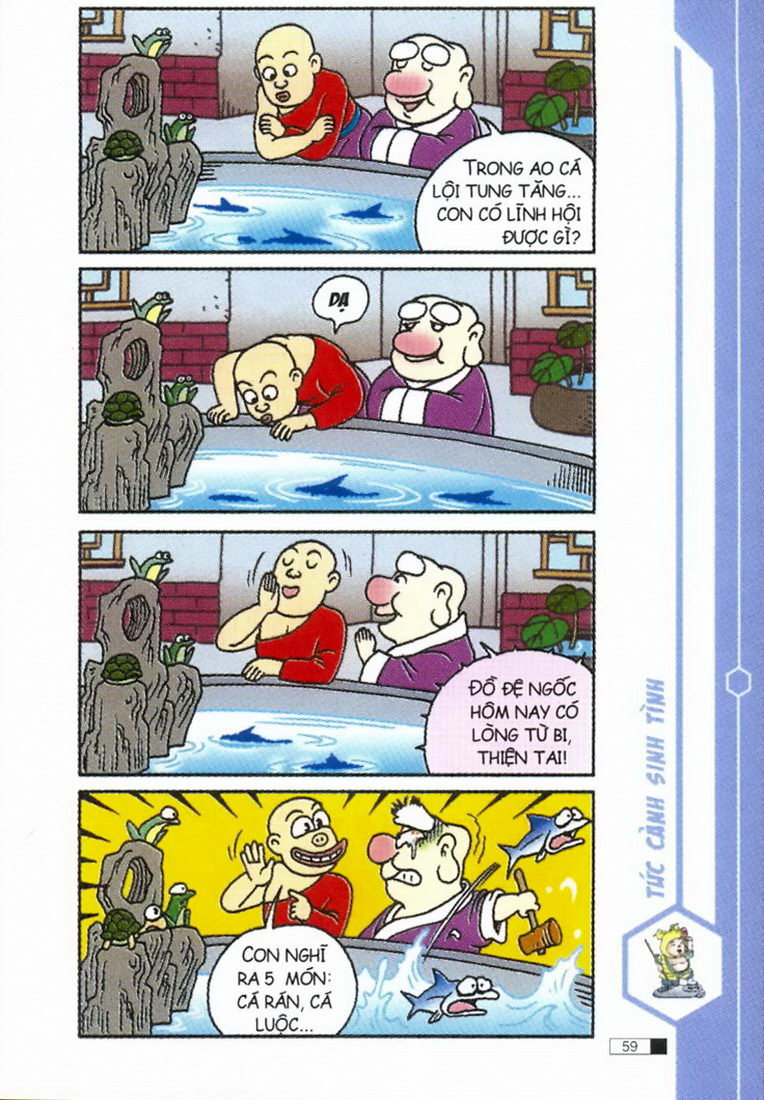 TRONG AO CÁ
LỘI TUNG TĂNG...
CON CÓ LĨNH HỘI
ĐƯỢC GÌ?
DẠ
ĐỒ ĐỆ NGỐC
HÔM NAY CÓ
LÒNG TỪ BI,
THIỆN TAI!
CON NGHĨ
RA 5 MÓN:
CÁ RÁN, CÁ
LUỘC...
TỨC CẢNH SINH TÌNH
59